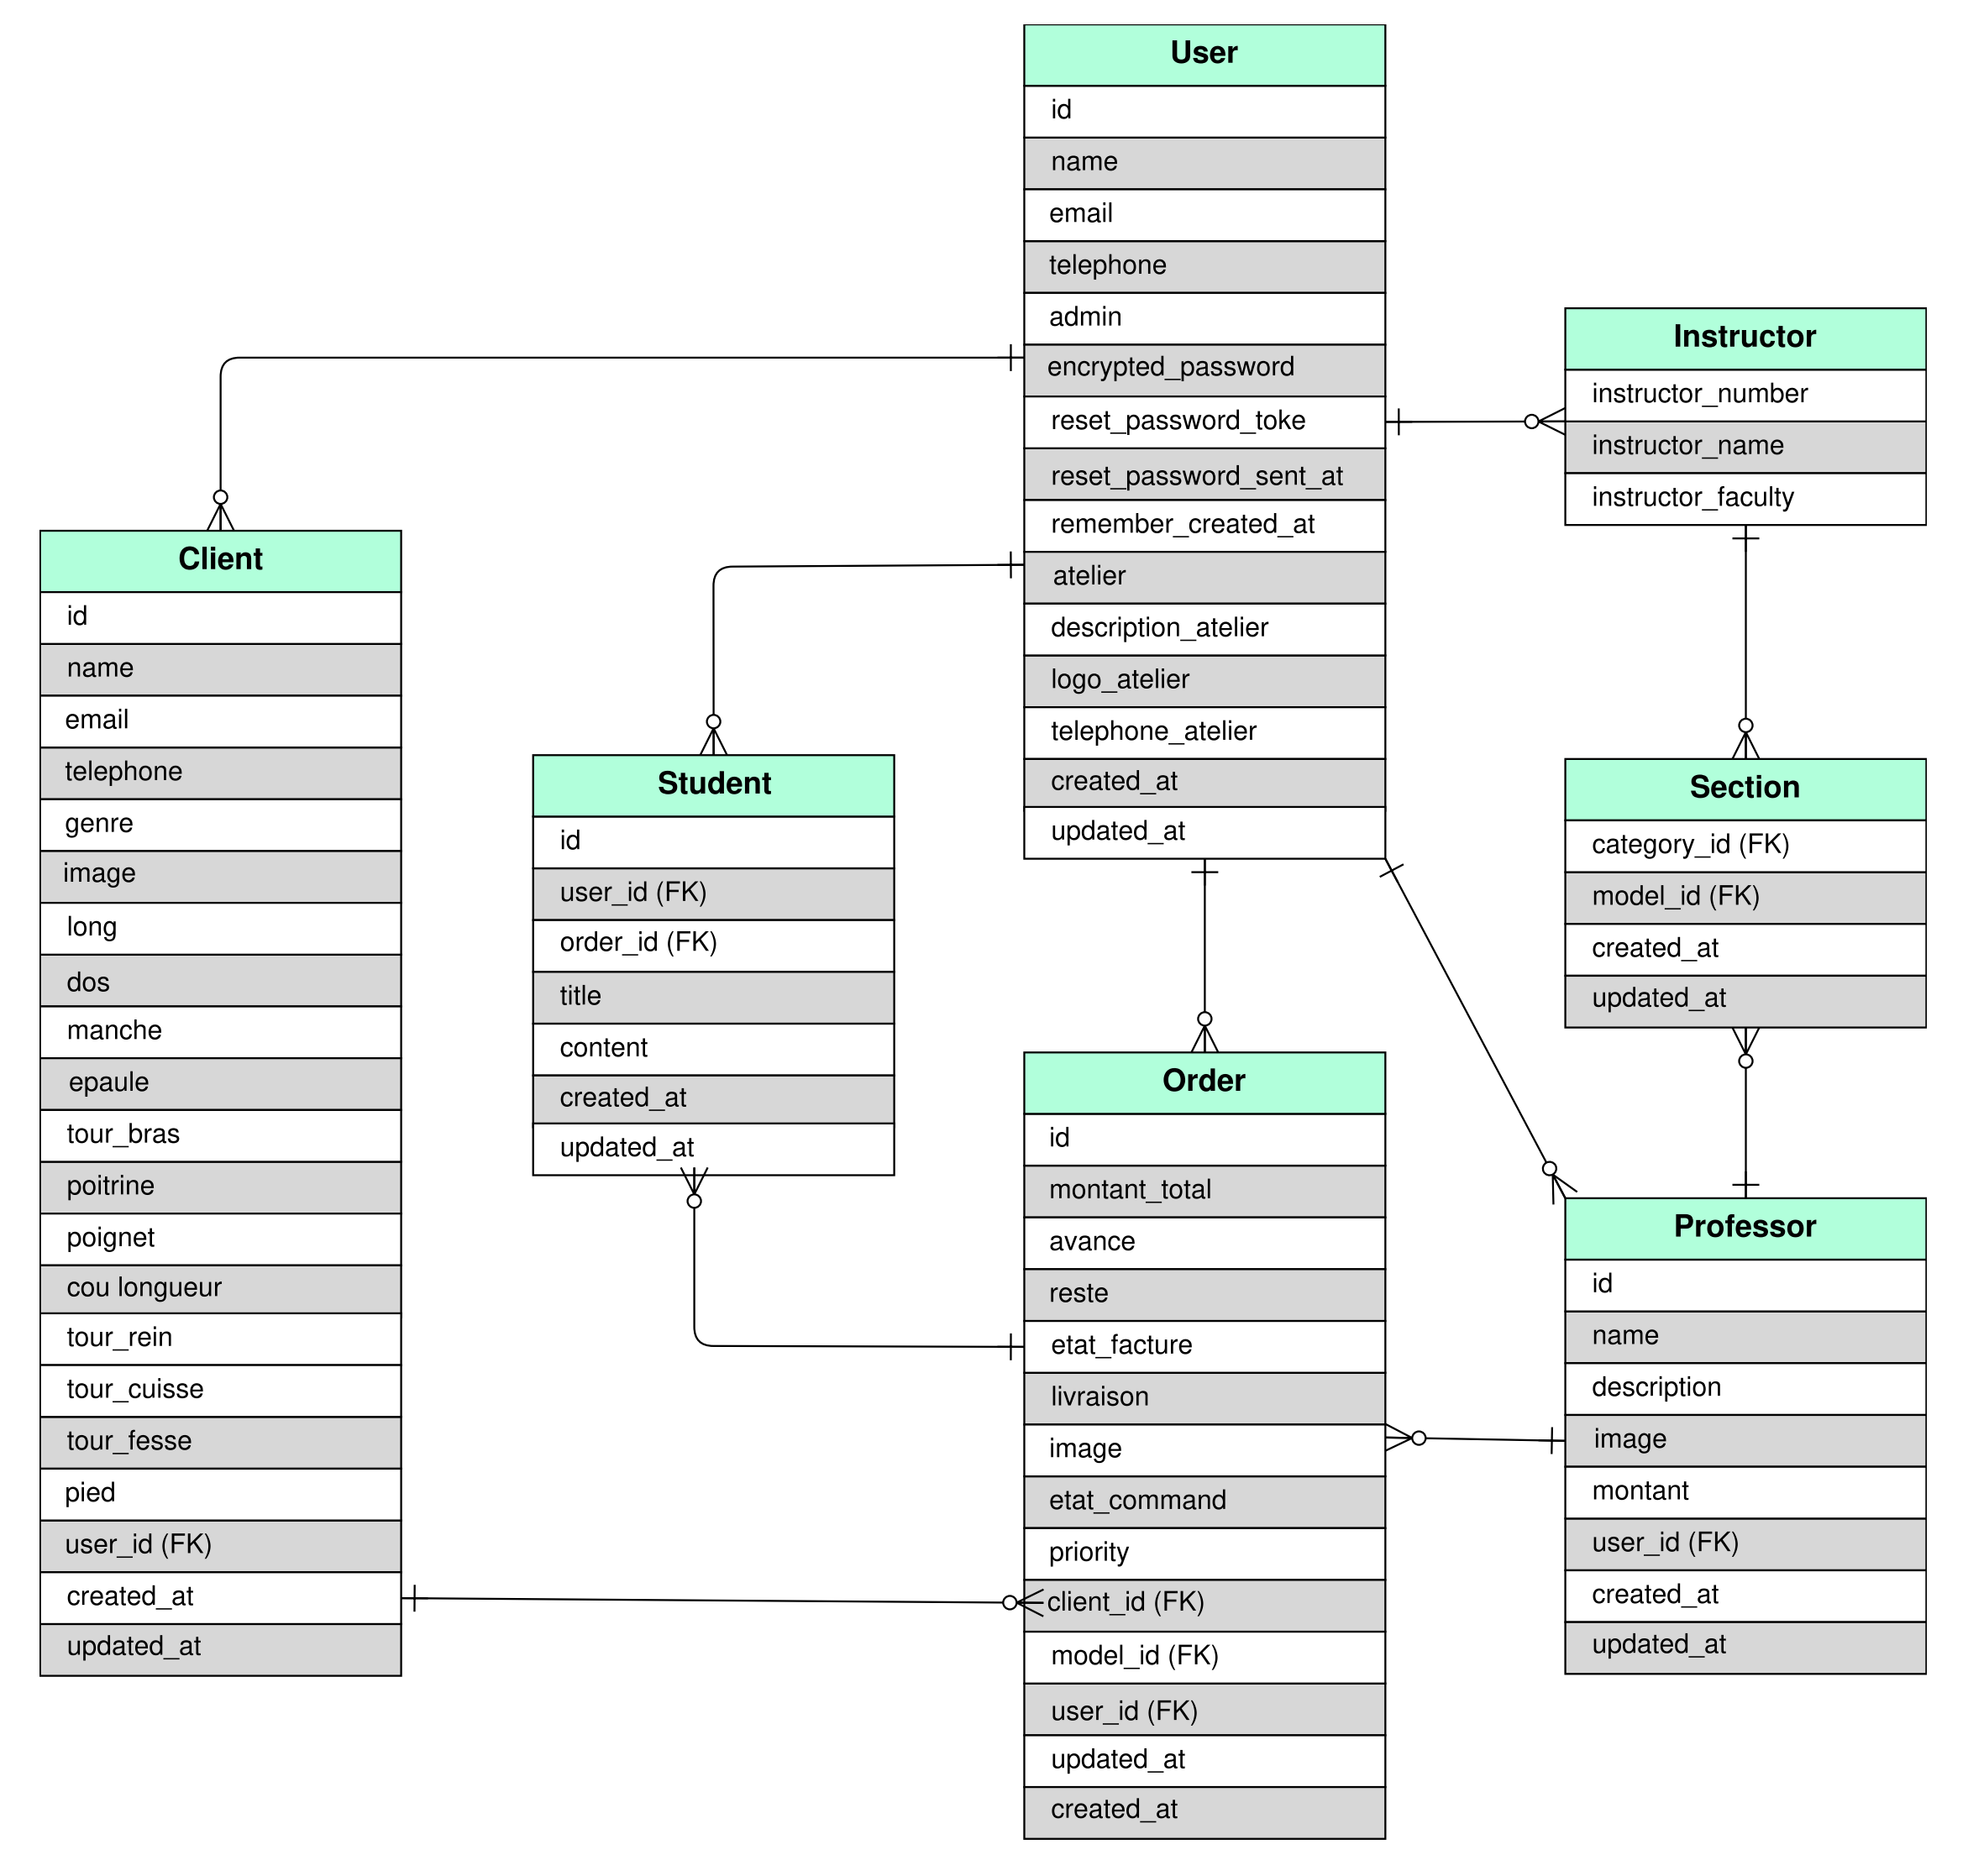 User
id
name
email
telephone
admin
encrypted_password
reset_password_toke
reset_password_sent_at
remember_created_at
atelier
description_atelier
logo_atelier
telephone_atelier
created_at
updated_at
Instructor
instructor_number
instructor_name
instructor_faculty
Client
id
name
email
telephone
genre
image
long
dos
manche
epaule
tour_bras
poitrine
poignet
cou longueur
tour_rein
tour_cuisse
tour_fesse
pied
user_id (FK)
created_at
updated_at
Student
id
user_id (FK)
order_id (FK)
title
content
created_at
updated_at
Section
category_id (FK)
model_id (FK)
created_at
updated_at
Order
id
montant_total
avance
reste
etat_facture
livraison
image
etat_command
priority
client_id (FK)
model_id (FK)
user_id (FK)
updated_at
created_at
Professor
id
name
description
image
montant
user_id (FK)
created_at
updated_at